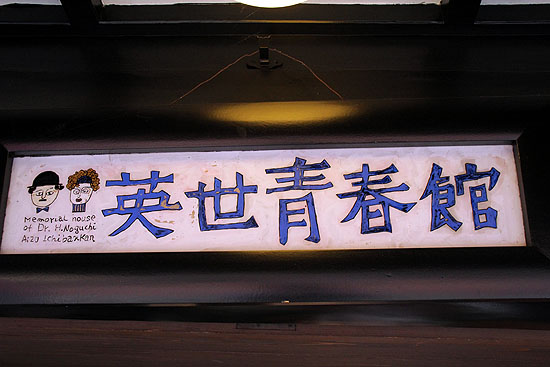 英世青春館
Memorial house
of Dr. H.Noguchi
Aizu Ichibankan